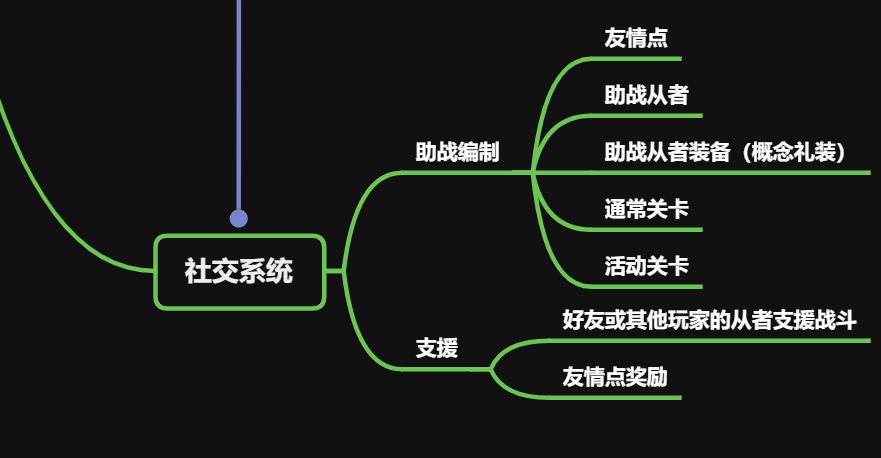 友情点
助战从者
助战编制
助战从者装备（概念礼装）
通常关卡
活动关卡
社交系统
好友或其他玩家的从者支援战斗
支援
友情点奖励